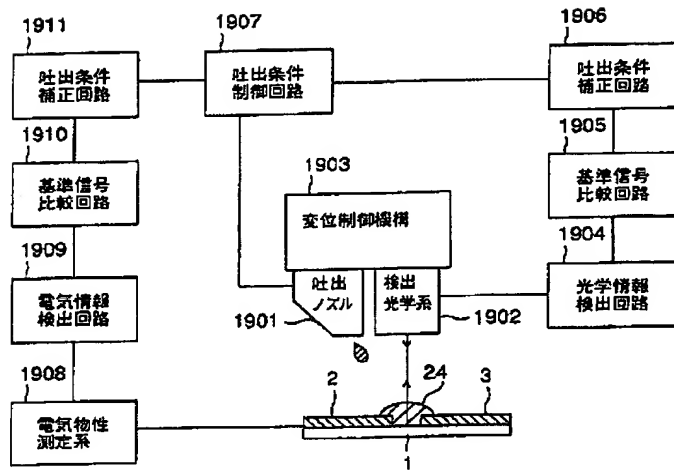 1911
1907
1906
吐出条件
補正回路
吐出条件
制御回路
吐出条件
補正回路
1910
1905
基準信号
比較回路
1903
変位制御機構
基準信号
比較回路
1909
1904
電気情報
検出回路
吐出
ノズル
検出
光学系
光学情報
検出回路
1901
1902
1908
電気物性
測定系
2
24
3
1